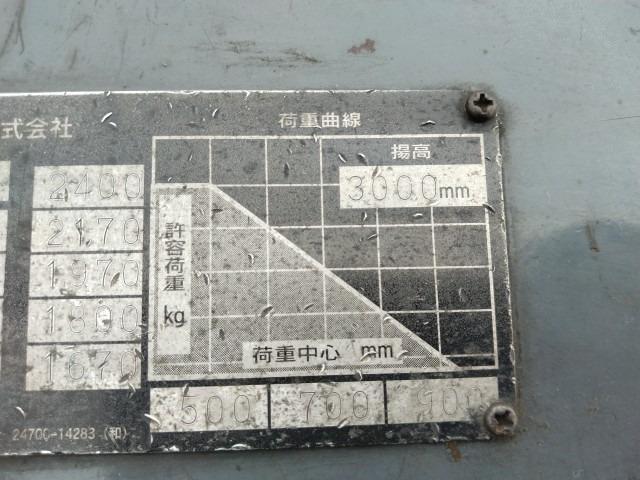 式会社
荷重曲線
揚高
3000mm
2400
2170
1970
1800
1670
許容荷重
kg
荷重中心 mm
500 700 900
24700-14283 (和)